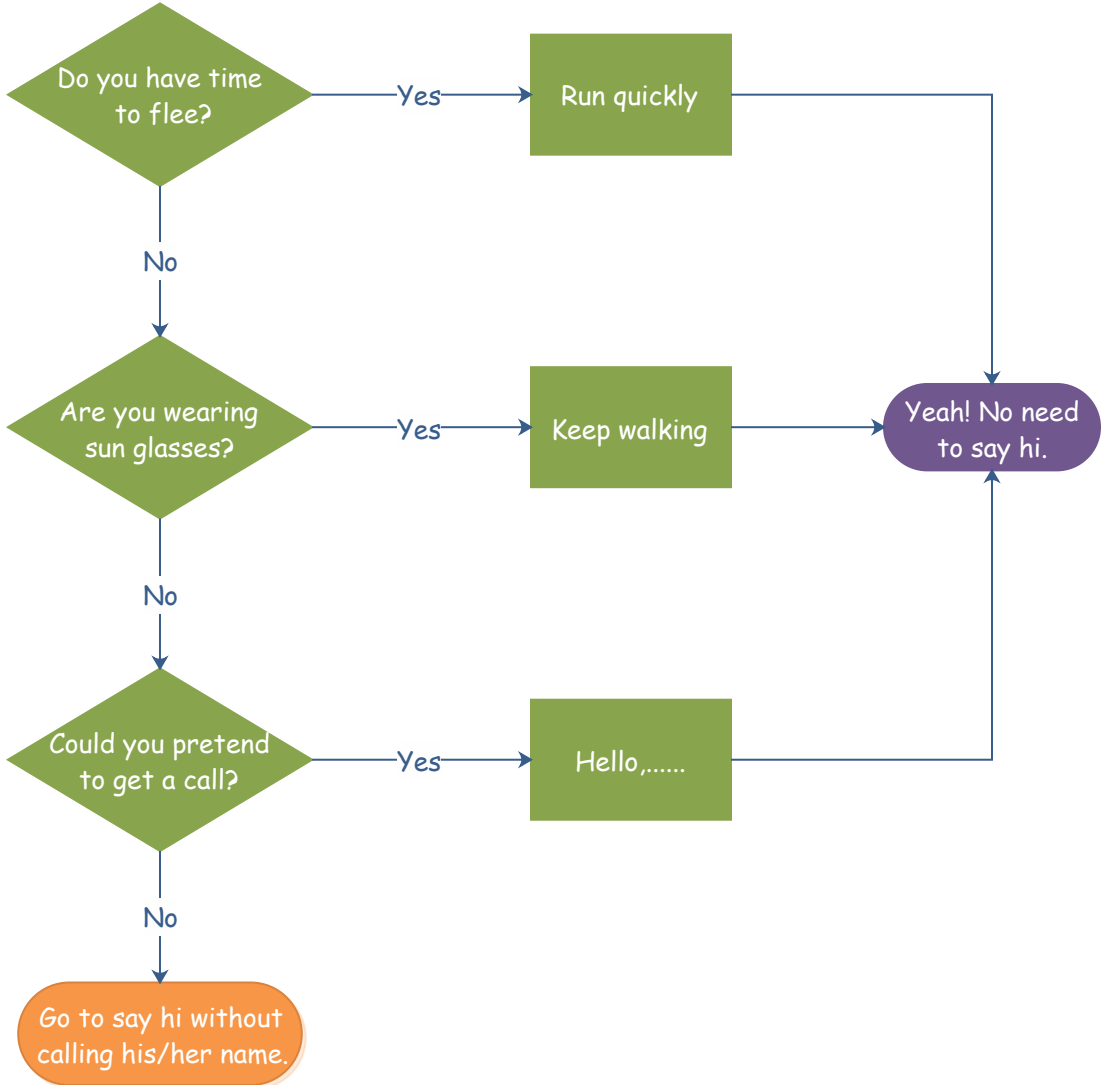 Do you have time
to flee?
Yes
Run quickly
No
Are you wearing
sun glasses?
Yes
Keep walking
Yeah! No need
to say hi.
No
Could you pretend
to get a call?
Yes
Hello,......
No
Go to say hi without
calling his/her name.